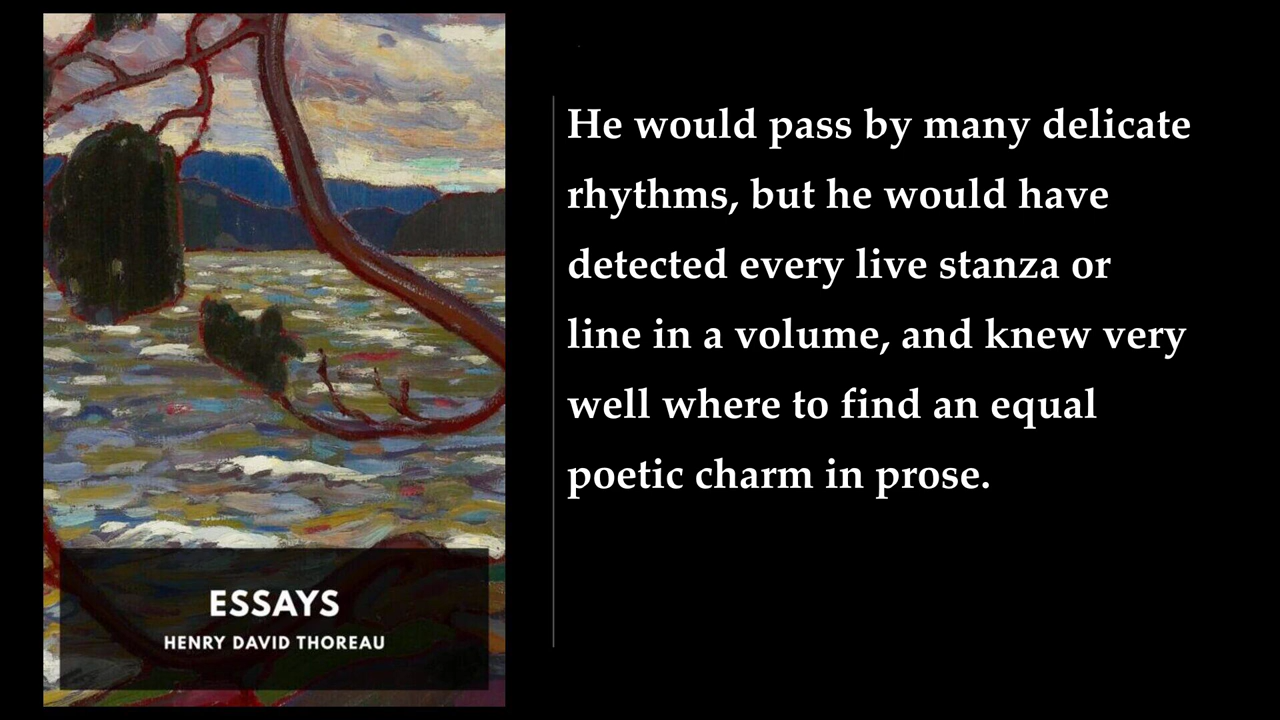 He would pass by many delicate
rhythms, but he would have
detected every live stanza or
line in a volume, and knew very
well where to find an equal
poetic charm in prose.
ESSAYS
HENRY DAVID THOREAU